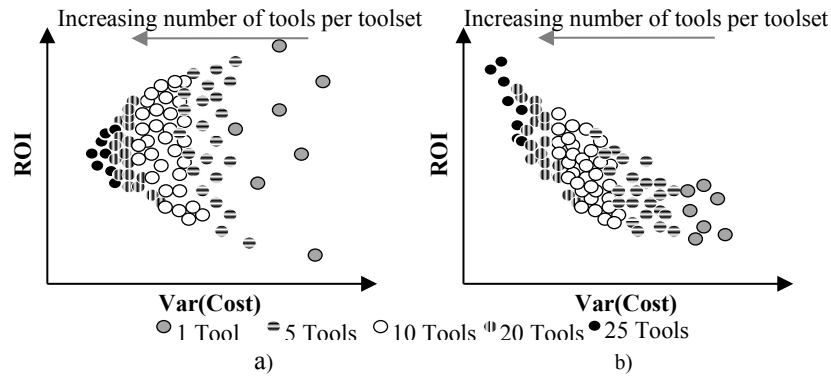 Increasing number of tools per toolset Increasing number of tools per toolset
ROI ROI
Var(Cost) Var(Cost)
1 Tool 5 Tools 10 Tools 20 Tools 25 Tools
a) b)